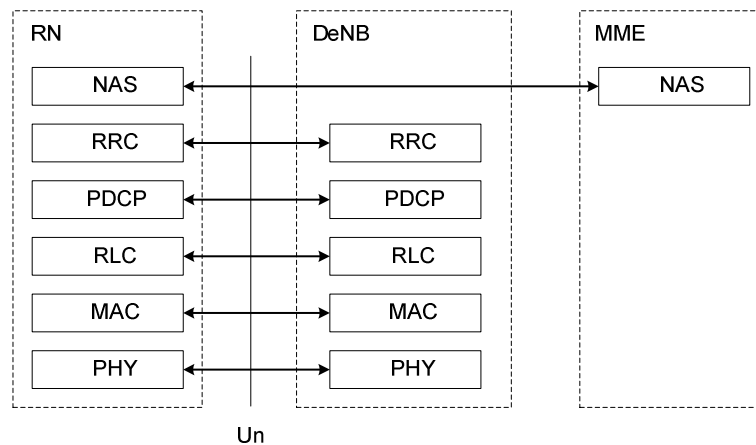 RN DeNB MME
NAS NAS
RRC RRC
PDCP PDCP
RLC RLC
MAC MAC
PHY PHY
Un